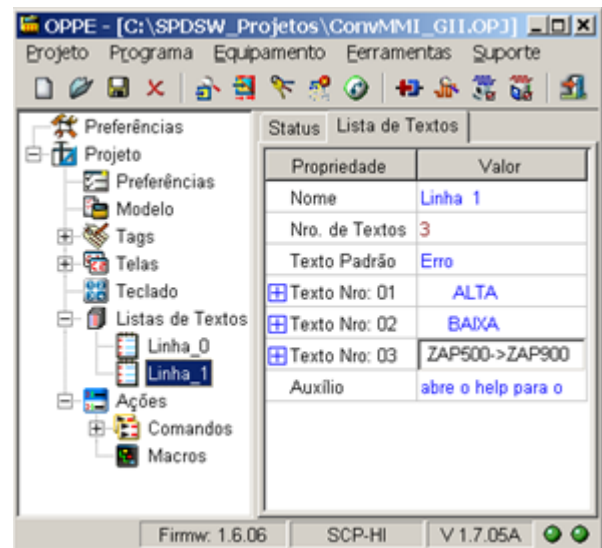 OPPE - [C:\SPDSW_Projetos\ConvMMI_GII.OPJ]
Projeto Programa Equipamento Ferramentas Suporte
Preferências
Projeto
Preferências
Modelo
Tags
Telas
Teclado
Listas de Textos
Linha_0
Linha_1
Ações
Comandos
Macros
Status Lista de Textos
Propriedade Valor
Nome Linha 1
Nro. de Textos 3
Texto Padrão Erro
Texto Nro: 01 ALTA
Texto Nro: 02 BAIXA
Texto Nro: 03 ZAP500->ZAP900
Auxílio abre o help para o
Firmw: 1.6.06 SCP-HI V 1.7.05A